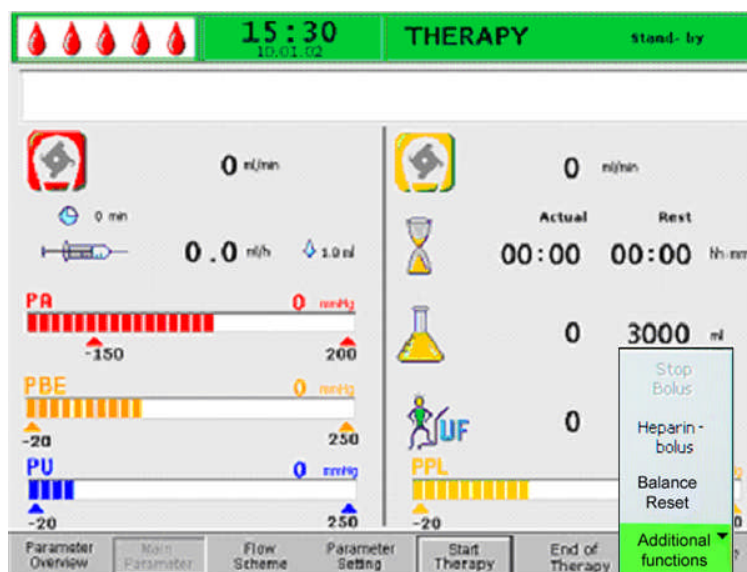 15:30
10.01.02
THERAPY
Stand- by
0 ml/min
0 ml/min
0 min
Actual Rest
0.0 ml/h 1.0 ml
00:00 00:00 hh-mm
PA 0 mmHg
-150 200
0 3000 ml
PBE 0 mmHg
-20 250
UF 0
PU 0 mmHg
-20 250
PPL
-20
Stop
Bolus
Heparin -
bolus
Balance
Reset
Additional
functions
Parameter
Overview
Main
Parameter
Flow
Scheme
Parameter
Setting
Start
Therapy
End of
Therapy
?